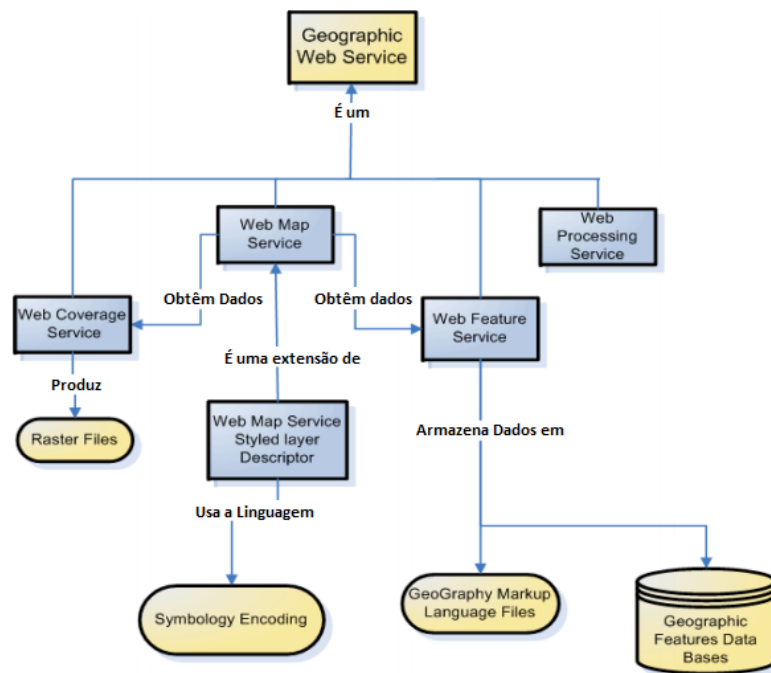 Geographic
Web Service
É um
Web Map
Service
Web
Processing
Service
Obtêm Dados
Obtêm dados
Web Coverage
Service
Web Feature
Service
É uma extensão de
Produz
Raster Files
Web Map Service
Styled layer
Descriptor
Armazena Dados em
Usa a Linguagem
Symbology Encoding
GeoGraphy Markup
Language Files
Geographic
Features Data
Bases